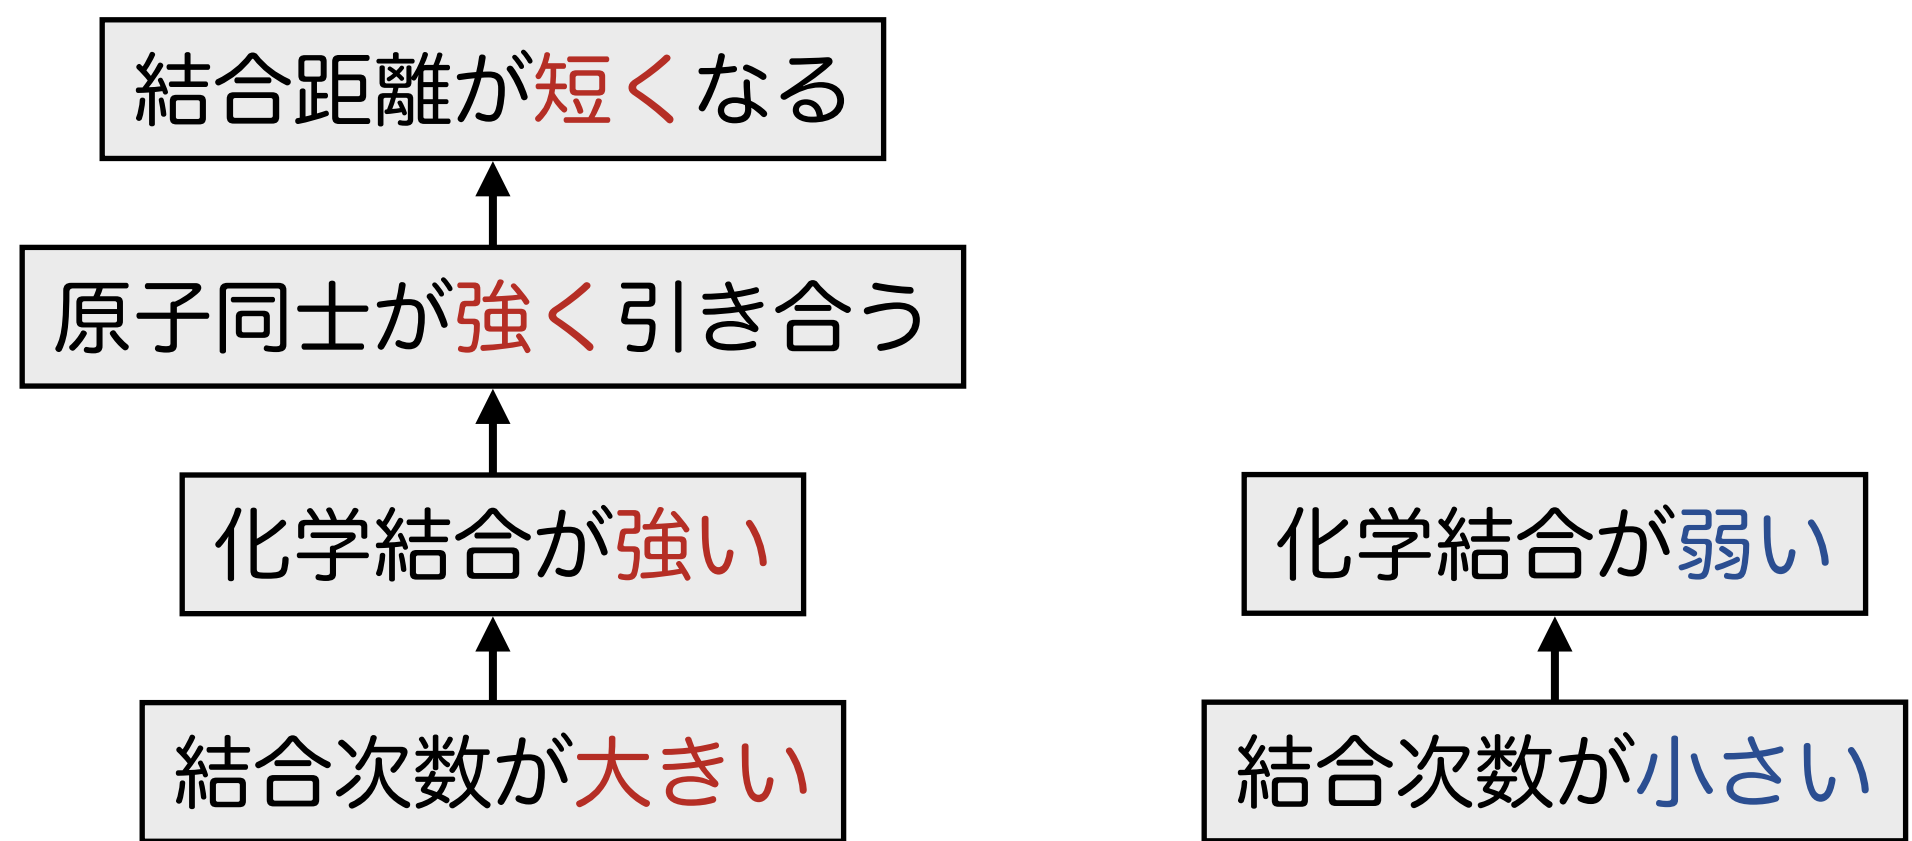 結合距離が短くなる
原子同士が強く引き合う
化学結合が強い
結合次数が大きい
化学結合が弱い
結合次数が小さい